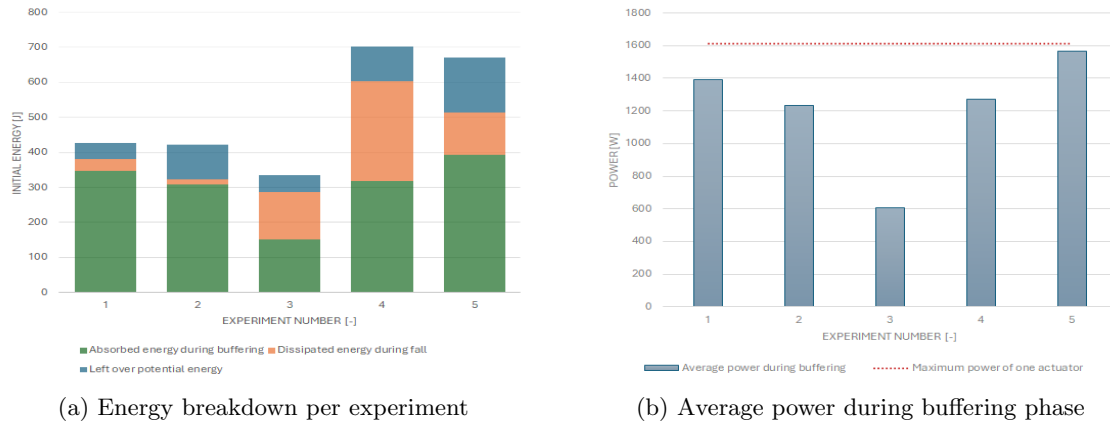 800
700
600
500
400
300
200
100
0
INITIAL ENERGY [J]
1 2 3 4 5
EXPERIMENT NUMBER [-]
Absorbed energy during buffering Dissipated energy during fall
Left over potential energy
(a) Energy breakdown per experiment
1800
1600
1400
1200
1000
800
600
400
200
0
POWER [W]
1 2 3 4 5
EXPERIMENT NUMBER [-]
Average power during buffering Maximum power of one actuator
(b) Average power during buffering phase